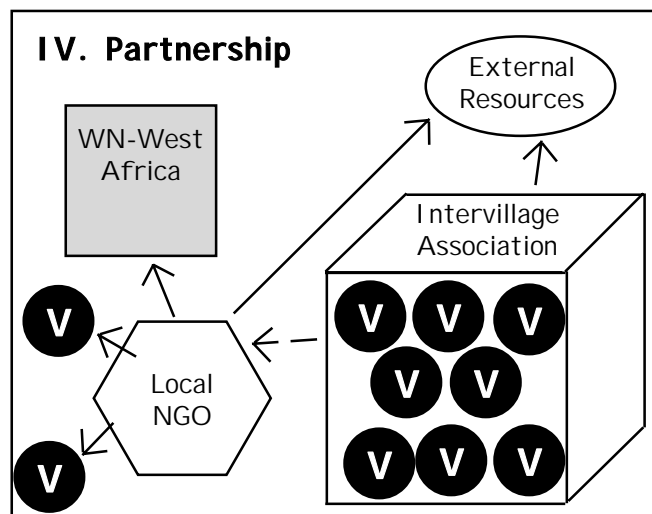 IV. Partnership
External
Resources
WN-West
Africa
Intervillage
Association
V
V V V
V
Local
NGO
V V
V
V V V